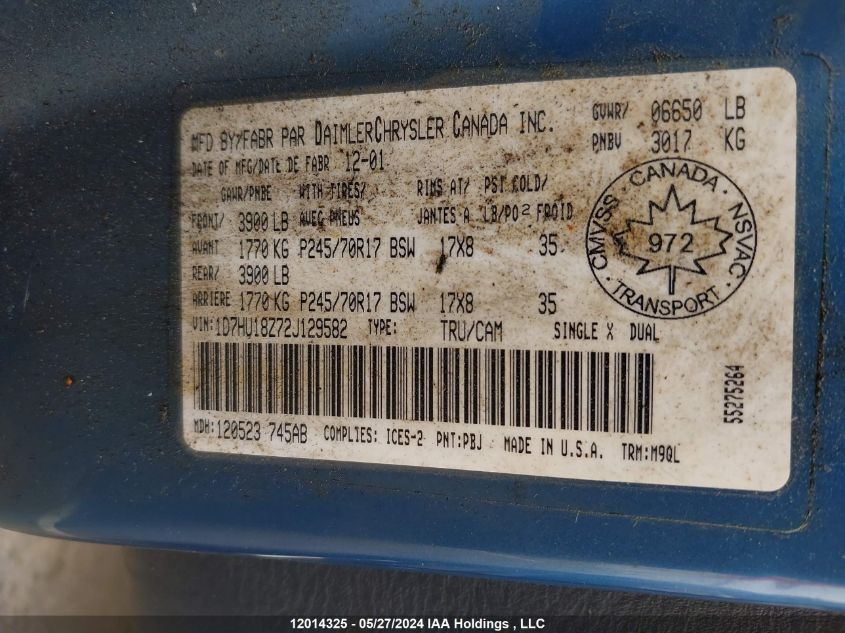 MFD BY/FABR PAR DAIMLERCHRYSLER CANADA INC. GVWR/ 06650 LB
DATE OF MFG/DATE DE FABR 12-01 PNBV 3017 KG
GAWR/PNBE WITH TIRES/ RIMS AT/ PSI COLD/
FRONT/ 3900 LB AVEC PNEUS JANTES A LB/PO2 FROID
AVANT 1770 KG P245/70R17 BSW 17X8 35
REAR/ 3900 LB
ARRIERE 1770 KG P245/70R17 BSW 17X8 35
CMVSS · CANADA · NSVAC · TRANSPORT ·
972
VIN: 1D7HU18Z72J129582 TYPE: TRU/CAM SINGLE X DUAL
55275264
MDH: 120523 745AB COMPLIES: ICES-2 PNT:PBJ MADE IN U.S.A. TRM:M9QL
12014325 - 05/27/2024 IAA Holdings , LLC